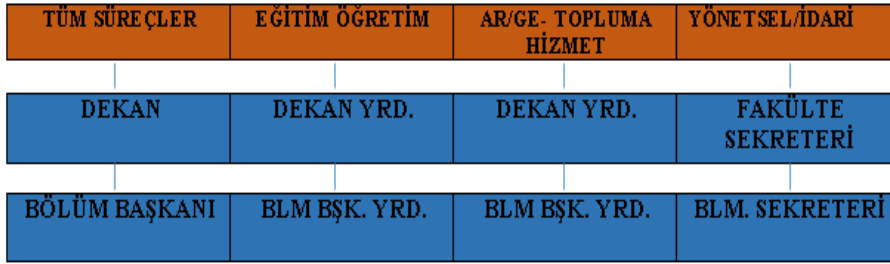 TÜM SÜREÇLER
EĞİTİM ÖĞRETİM
AR/GE- TOPLUMA
HİZMET
YÖNETSEL/İDARİ
DEKAN
DEKAN YRD.
DEKAN YRD.
FAKÜLTE
SEKRETERİ
BÖLÜM BAŞKANI
BLM BŞK. YRD.
BLM BŞK. YRD.
BLM. SEKRETERİ